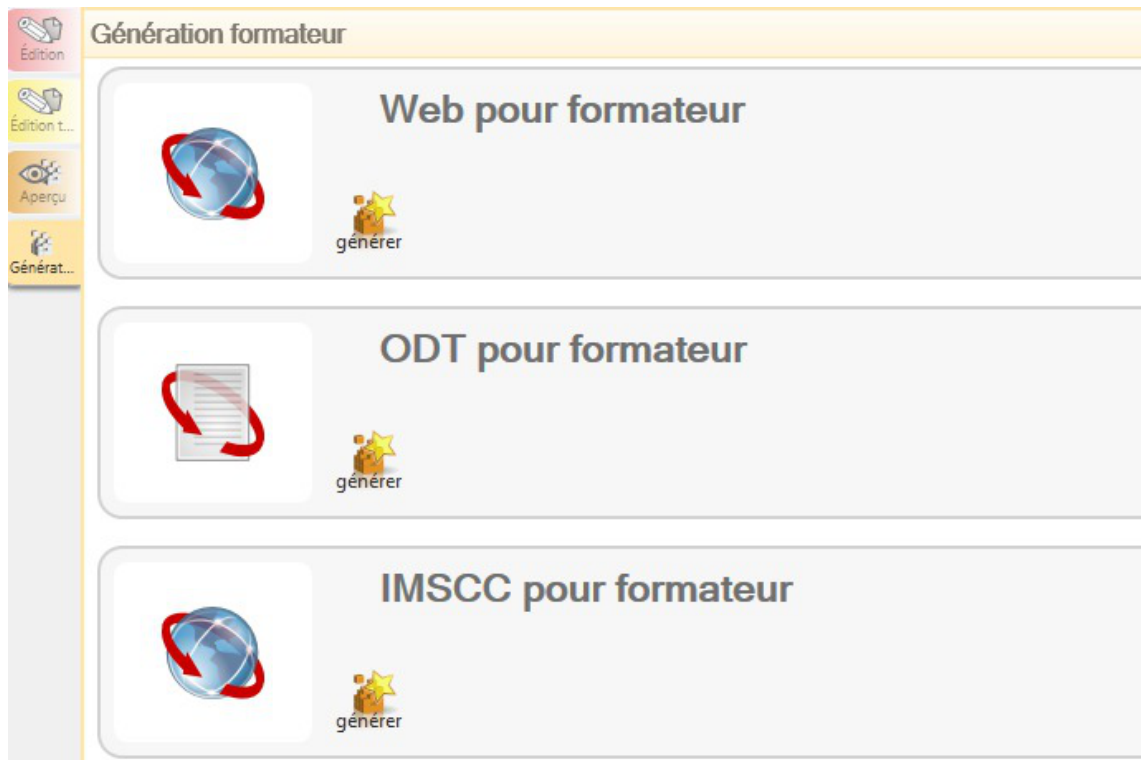 Édition
Édition t...
Aperçu
Générat...
Génération formateur
Web pour formateur
générer
ODT pour formateur
générer
IMSCC pour formateur
générer